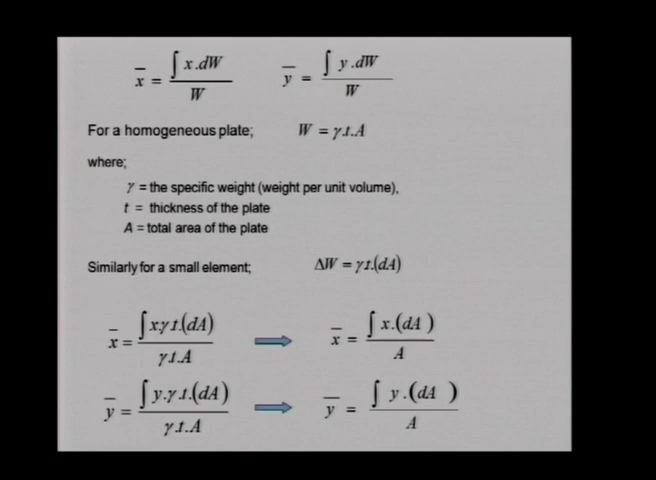 x̄ = ∫ x.dW / W    ȳ = ∫ y.dW / W
For a homogeneous plate;    W = γ.t.A
where;
γ = the specific weight (weight per unit volume),
t = thickness of the plate
A = total area of the plate
Similarly for a small element;    ΔW = γ t.(dA)
x̄ = ∫ x γ t.(dA) / γ.t.A ⇒ x̄ = ∫ x.(dA ) / A
ȳ = ∫ y.γ t.(dA) / γ.t.A ⇒ ȳ = ∫ y .(dA ) / A